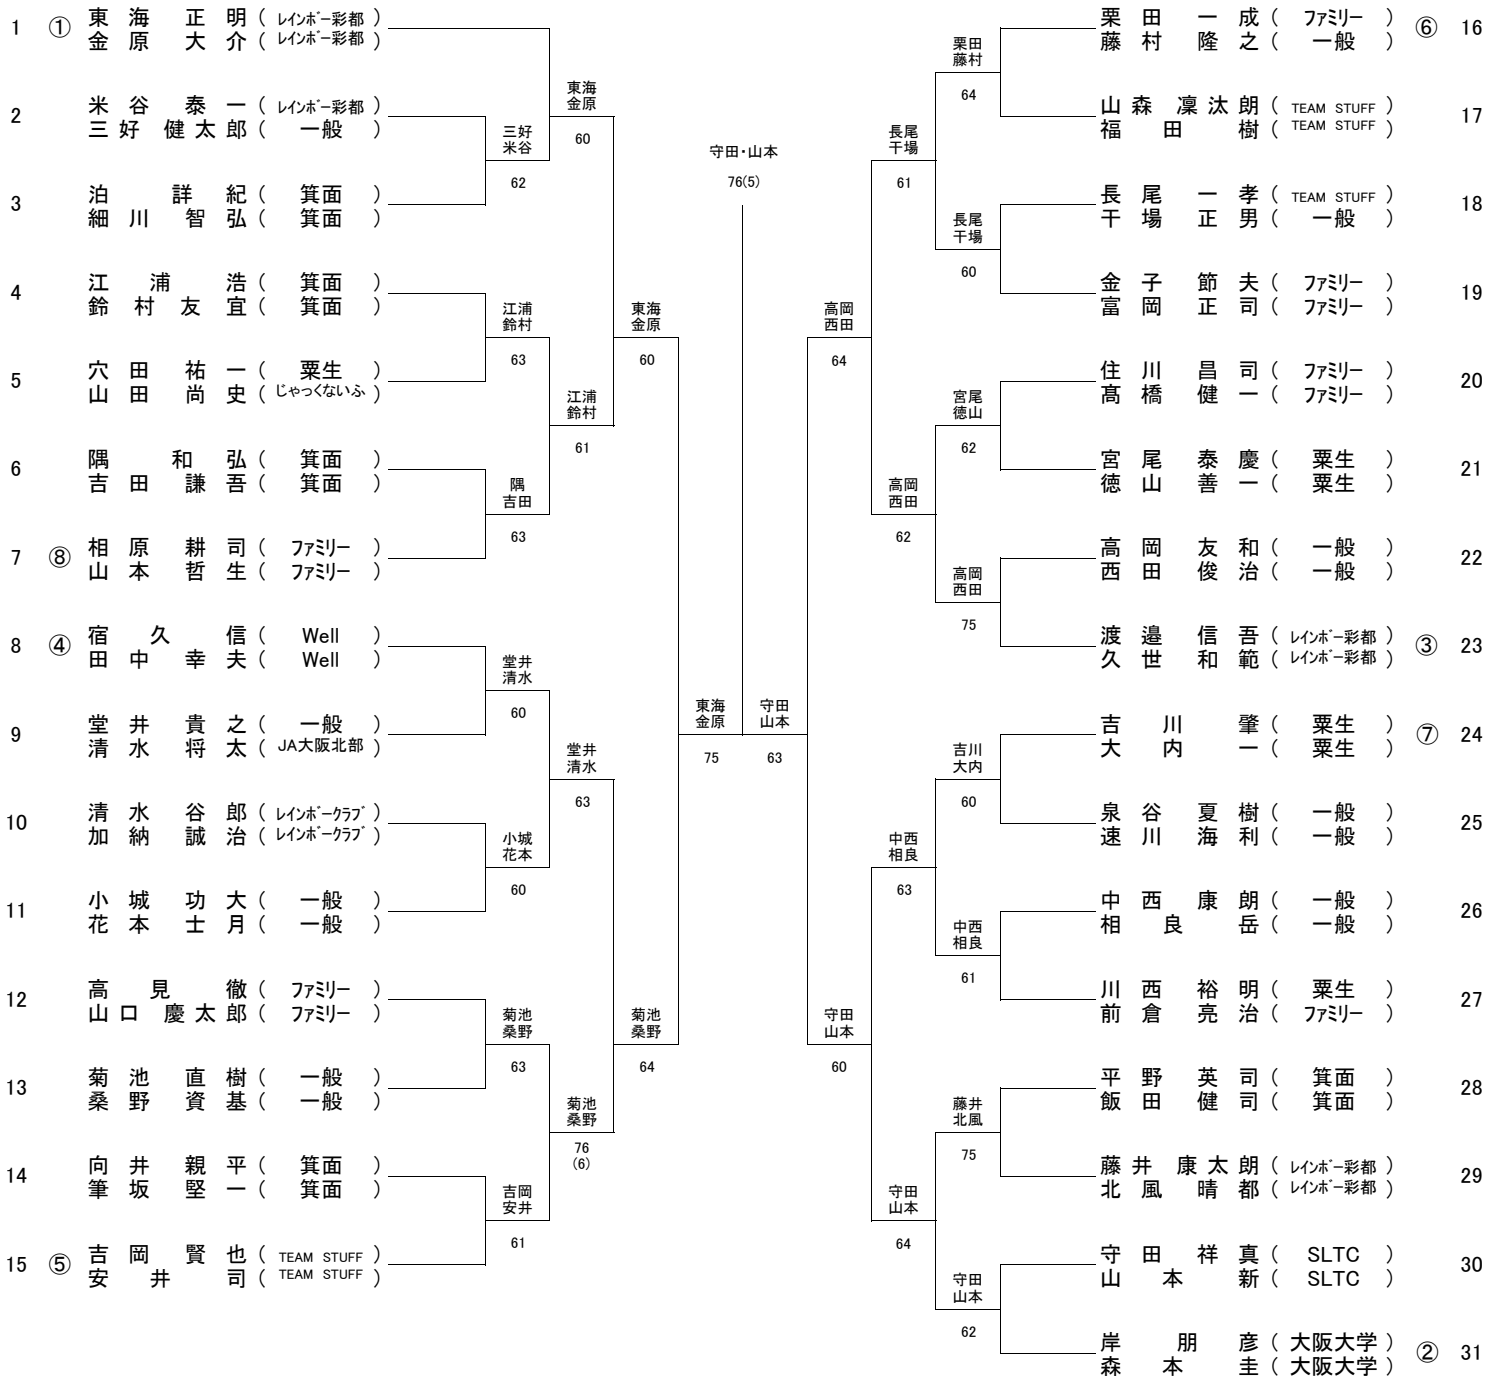 1 ① 東海 正明 ( レインボー彩都 )
金原 大介 ( レインボー彩都 )
2 米谷 泰一 ( レインボー彩都 )
三好 健太郎 ( 一般 )
3 泊 詳紀 ( 箕面 )
細川 智弘 ( 箕面 )
4 江浦 浩 ( 箕面 )
鈴村 友宜 ( 箕面 )
5 穴田 祐一 ( 粟生 )
山田 尚史 ( じゃっくないふ )
6 隅 和弘 ( 箕面 )
吉田 謙吾 ( 箕面 )
7 ⑧ 相原 耕司 ( ファミリー )
山本 哲生 ( ファミリー )
8 ④ 宿久 信 ( Well )
田中 幸夫 ( Well )
9 堂井 貴之 ( 一般 )
清水 将太 ( JA大阪北部 )
10 清水 谷郎 ( レインボークラブ )
加納 誠治 ( レインボークラブ )
11 小城 功大 ( 一般 )
花本 士月 ( 一般 )
12 高見 徹 ( ファミリー )
山口 慶太郎 ( ファミリー )
13 菊池 直樹 ( 一般 )
桑野 資基 ( 一般 )
14 向井 親平 ( 箕面 )
筆坂 堅一 ( 箕面 )
15 ⑤ 吉岡 賢也 ( TEAM STUFF )
安井 司 ( TEAM STUFF )
三好
米谷
62
江浦
鈴村
63
隅
吉田
63
堂井
清水
60
小城
花本
60
菊池
桑野
63
吉岡
安井
61
東海
金原
60
江浦
鈴村
61
堂井
清水
63
菊池
桑野
76
(6)
東海
金原
60
菊池
桑野
64
東海
金原
75
守田・山本
76(5)
守田
山本
63
高岡
西田
64
守田
山本
60
長尾
干場
61
高岡
西田
62
中西
相良
63
守田
山本
64
栗田
藤村
64
長尾
干場
60
宮尾
徳山
62
高岡
西田
75
吉川
大内
60
中西
相良
61
藤井
北風
75
守田
山本
62
栗田 一成 ( ファミリー ) ⑥ 16
藤村 隆之 ( 一般 )
山森 凜汰朗 ( TEAM STUFF ) 17
福田 樹 ( TEAM STUFF )
長尾 一孝 ( TEAM STUFF ) 18
干場 正男 ( 一般 )
金子 節夫 ( ファミリー ) 19
富岡 正司 ( ファミリー )
住川 昌司 ( ファミリー ) 20
髙橋 健一 ( ファミリー )
宮尾 泰慶 ( 粟生 ) 21
徳山 善一 ( 粟生 )
高岡 友和 ( 一般 ) 22
西田 俊治 ( 一般 )
渡邉 信吾 ( レインボー彩都 ) ③ 23
久世 和範 ( レインボー彩都 )
吉川 肇 ( 粟生 ) ⑦ 24
大内 一 ( 粟生 )
泉谷 夏樹 ( 一般 ) 25
速川 海利 ( 一般 )
中西 康朗 ( 一般 ) 26
相良 岳 ( 一般 )
川西 裕明 ( 粟生 ) 27
前倉 亮治 ( ファミリー )
平野 英司 ( 箕面 ) 28
飯田 健司 ( 箕面 )
藤井 康太朗 ( レインボー彩都 ) 29
北風 晴都 ( レインボー彩都 )
守田 祥真 ( SLTC ) 30
山本 新 ( SLTC )
岸 朋彦 ( 大阪大学 ) ② 31
森本 圭 ( 大阪大学 )